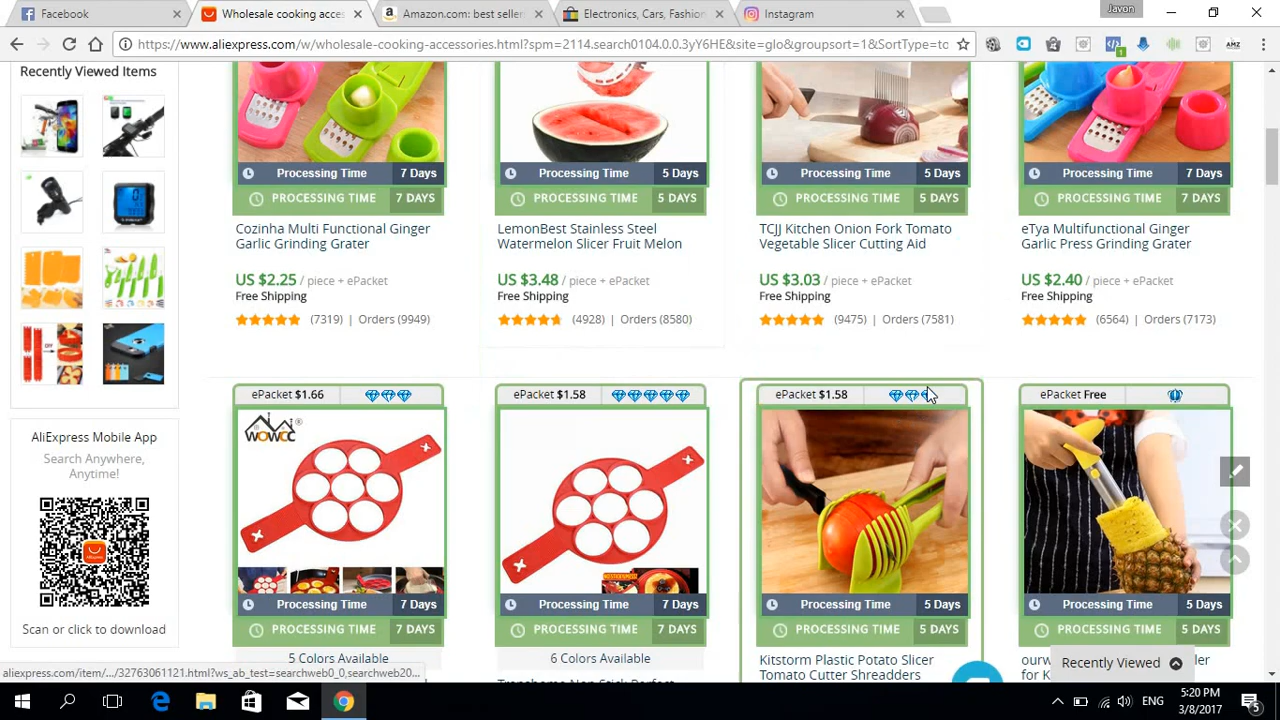 Facebook
Wholesale cooking acces
Amazon.com: best seller
Electronics, Cars, Fashion
Instagram
Javon
https://www.aliexpress.com/w/wholesale-cooking-accessories.html?spm=2114.search0104.0.0.3yY6HE&site=glo&groupsort=1&SortType=to
AMZ
1
Recently Viewed Items
Processing Time 7 Days
Processing Time 5 Days
Processing Time 5 Days
Processing Time 7 Days
PROCESSING TIME 7 DAYS
PROCESSING TIME 5 DAYS
PROCESSING TIME 5 DAYS
PROCESSING TIME 7 DAYS
Cozinha Multi Functional Ginger
Garlic Grinding Grater
US $2.25 / piece + ePacket
Free Shipping
(7319) | Orders (9949)
LemonBest Stainless Steel
Watermelon Slicer Fruit Melon
US $3.48 / piece + ePacket
Free Shipping
(4928) | Orders (8580)
TCJJ Kitchen Onion Fork Tomato
Vegetable Slicer Cutting Aid
US $3.03 / piece + ePacket
Free Shipping
(9475) | Orders (7581)
eTya Multifunctional Ginger
Garlic Press Grinding Grater
US $2.40 / piece + ePacket
Free Shipping
(6564) | Orders (7173)
AliExpress Mobile App
Search Anywhere,
Anytime!
AliExpress
Scan or click to download
ePacket $1.66
ePacket $1.58
ePacket $1.58
ePacket Free
WOWCC
Processing Time 7 Days
Processing Time 7 Days
Processing Time 5 Days
Processing Time 5 Days
PROCESSING TIME 7 DAYS
PROCESSING TIME 7 DAYS
PROCESSING TIME 5 DAYS
PROCESSING TIME 5 DAYS
5 Colors Available
6 Colors Available
Kitstorm Plastic Potato Slicer
Tomato Cutter Shreadders
Recently Viewed
aliexpress.com/item/.../32763061121.html?ws_ab_test=searchweb0_0,searchweb20...
ENG
5:20 PM
3/8/2017
5